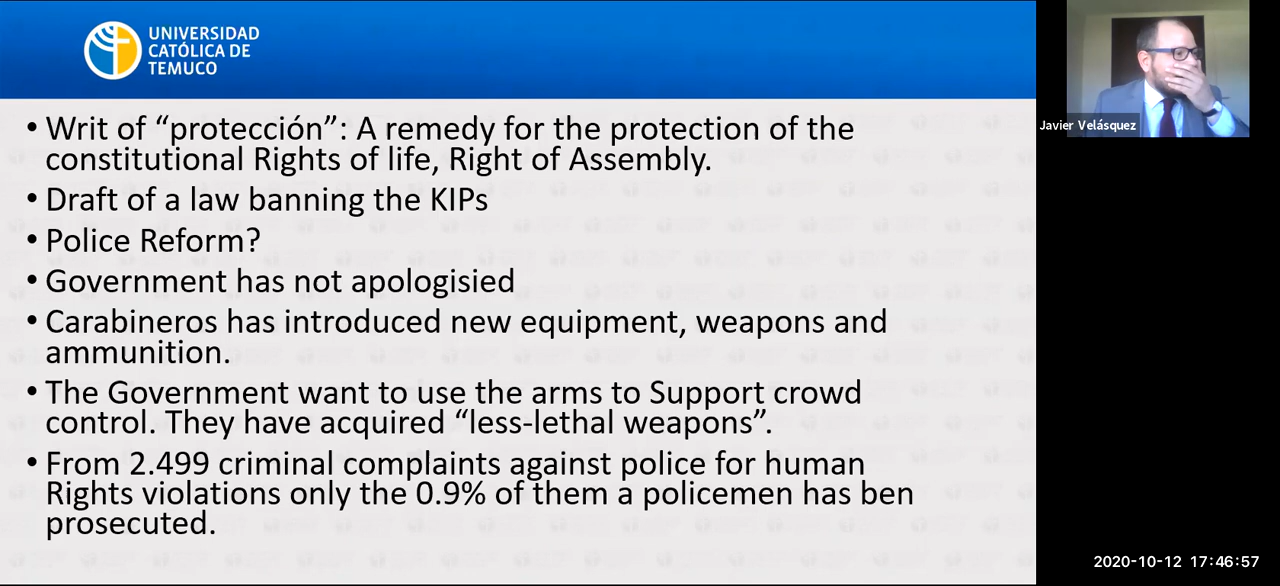 UNIVERSIDAD
CATÓLICA DE
TEMUCO
• Writ of “protección”: A remedy for the protection of the
constitutional Rights of life, Right of Assembly.
• Draft of a law banning the KIPs
• Police Reform?
• Government has not apologisied
• Carabineros has introduced new equipment, weapons and
ammunition.
• The Government want to use the arms to Support crowd
control. They have acquired “less-lethal weapons”.
• From 2.499 criminal complaints against police for human
Rights violations only the 0.9% of them a policemen has ben
prosecuted.
Javier Velásquez
2020-10-12 17:46:57